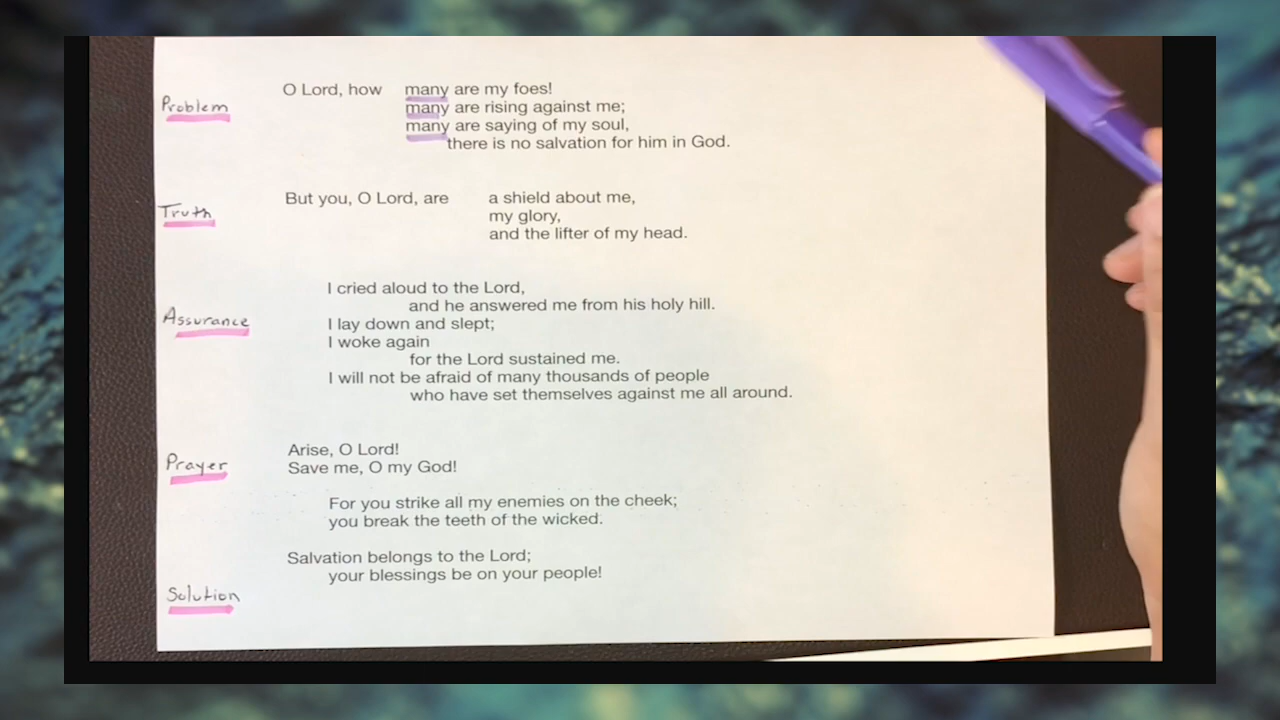 O Lord, how many are my foes!
Problem
many are rising against me;
many are saying of my soul,
there is no salvation for him in God.
But you, O Lord, are a shield about me,
Truth
my glory,
and the lifter of my head.
I cried aloud to the Lord,
and he answered me from his holy hill.
Assurance
I lay down and slept;
I woke again
for the Lord sustained me.
I will not be afraid of many thousands of people
who have set themselves against me all around.
Arise, O Lord!
Prayer
Save me, O my God!
For you strike all my enemies on the cheek;
you break the teeth of the wicked.
Salvation belongs to the Lord;
your blessings be on your people!
Solution